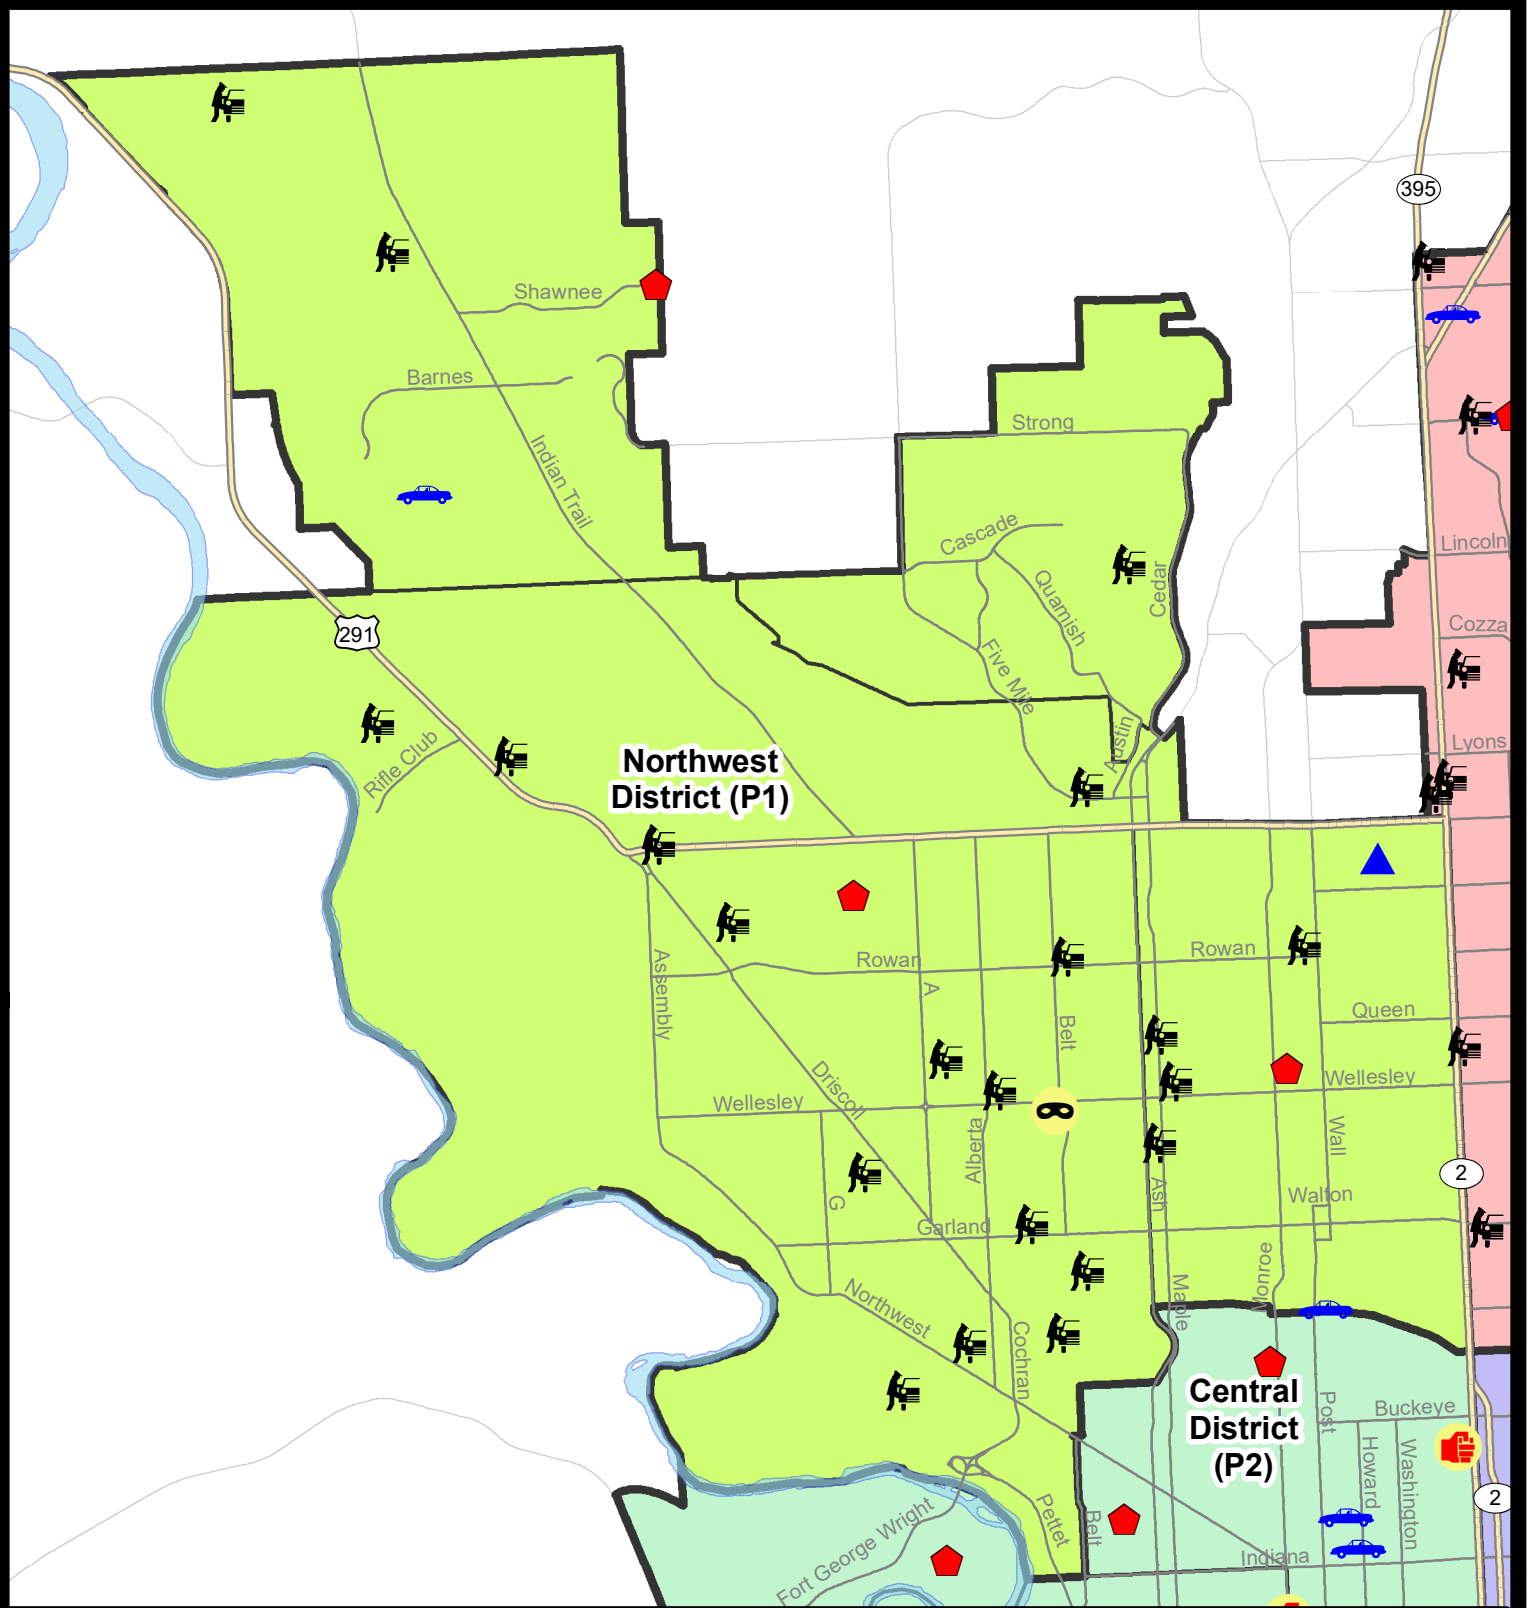 395
Shawnee
Barnes
Strong
Indian Trail
Cascade
Lincoln
Quamish
Cedar
291
Cozza
Five Mile
Rifle Club
Austin
Lyons
Northwest
District (P1)
Rowan
Rowan
Assembly
A
Belt
Queen
Driscoll
Wellesley
Wellesley
Alberta
Wall
2
G
Ash
Walton
Garland
Monroe
Maple
Northwest
Cochran
Central
District
(P2)
Post
Buckeye
Howard
Washington
2
Fort George Wright
Pettet
Belt
Indiana